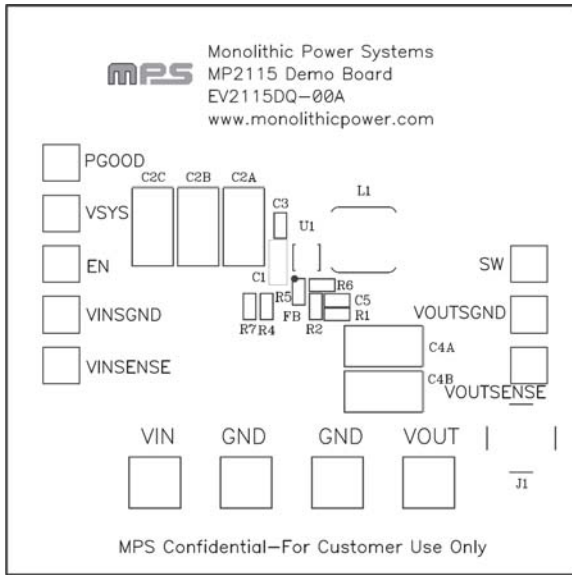 mps
Monolithic Power Systems
MP2115 Demo Board
EV2115DQ-00A
www.monolithicpower.com
PGOOD
C2C C2B C2A
L1
C3
VSYS
U1
EN
SW
C1
R6
R5
C5
VINSGND
VOUTSGND
R7 R4 FB R2 R1
C4A
VINSENSE
C4B
VOUTSENSE
VIN GND GND VOUT
J1
MPS Confidential-For Customer Use Only